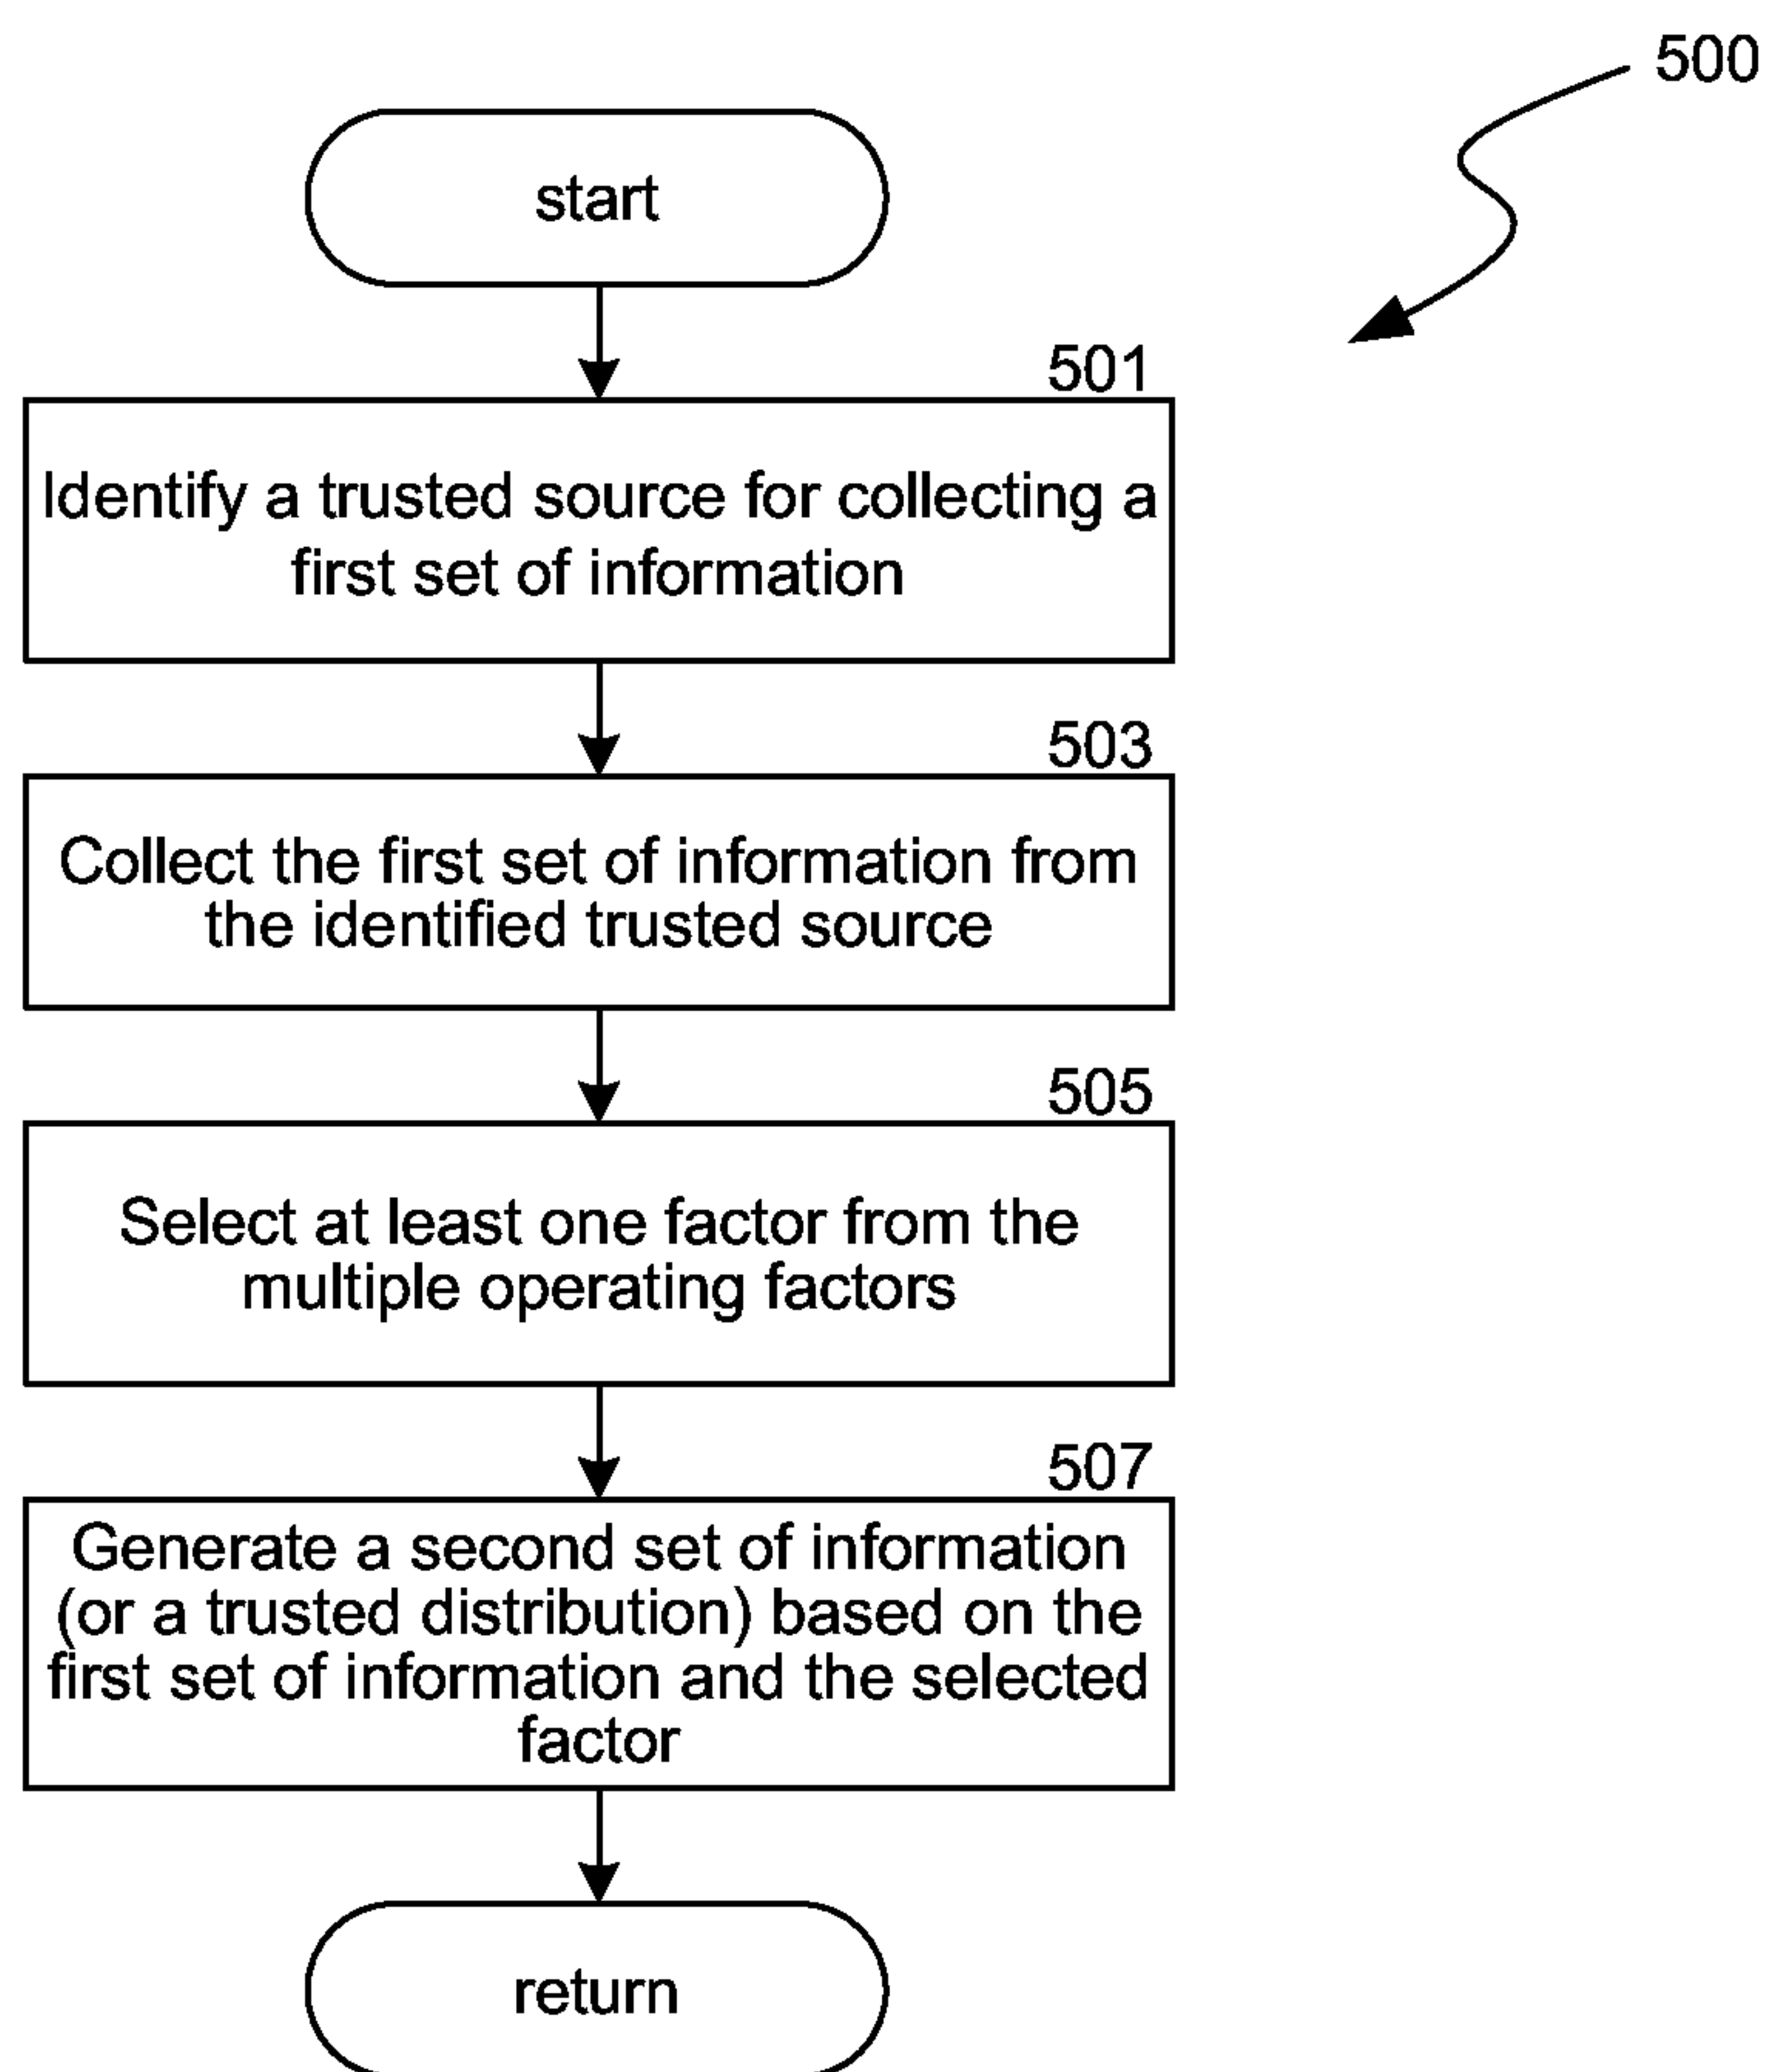 500
start
501
Identify a trusted source for collecting a
first set of information
503
Collect the first set of information from
the identified trusted source
505
Select at least one factor from the
multiple operating factors
507
Generate a second set of information
(or a trusted distribution) based on the
first set of information and the selected
factor
return